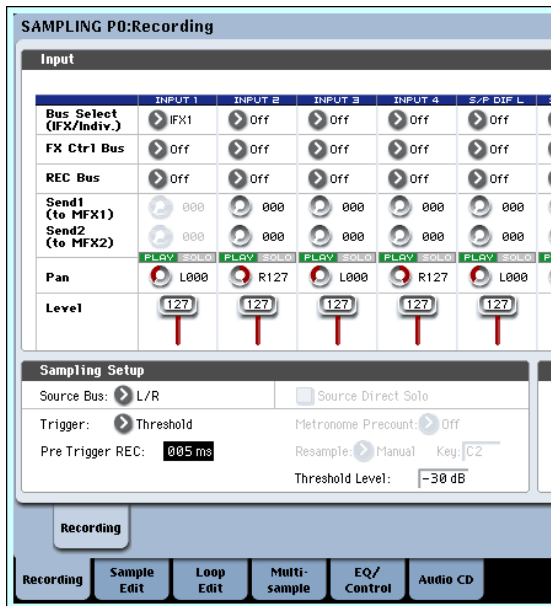 SAMPLING P0:Recording
Input
INPUT 1 INPUT 2 INPUT 3 INPUT 4 S/P DIF L
Bus Select
(IFX/Indiv.) IFX1 Off Off Off Off
FX Ctrl Bus Off Off Off Off Off
REC Bus Off Off Off Off Off
Send1
(to MFX1) 000 000 000 000 000
Send2
(to MFX2) 000 000 000 000 000
PLAY SOLO PLAY SOLO PLAY SOLO PLAY SOLO PLAY SOLO
Pan L000 R127 L000 R127 L000
Level 127 127 127 127 127
Sampling Setup
Source Bus: L/R Source Direct Solo
Trigger: Threshold Metronome Precount: Off
Pre Trigger REC: 005 ms Resample: Manual Key: C2
Threshold Level: -30 dB
Recording
Recording Sample Edit Loop Edit Multi-sample EQ/Control Audio CD